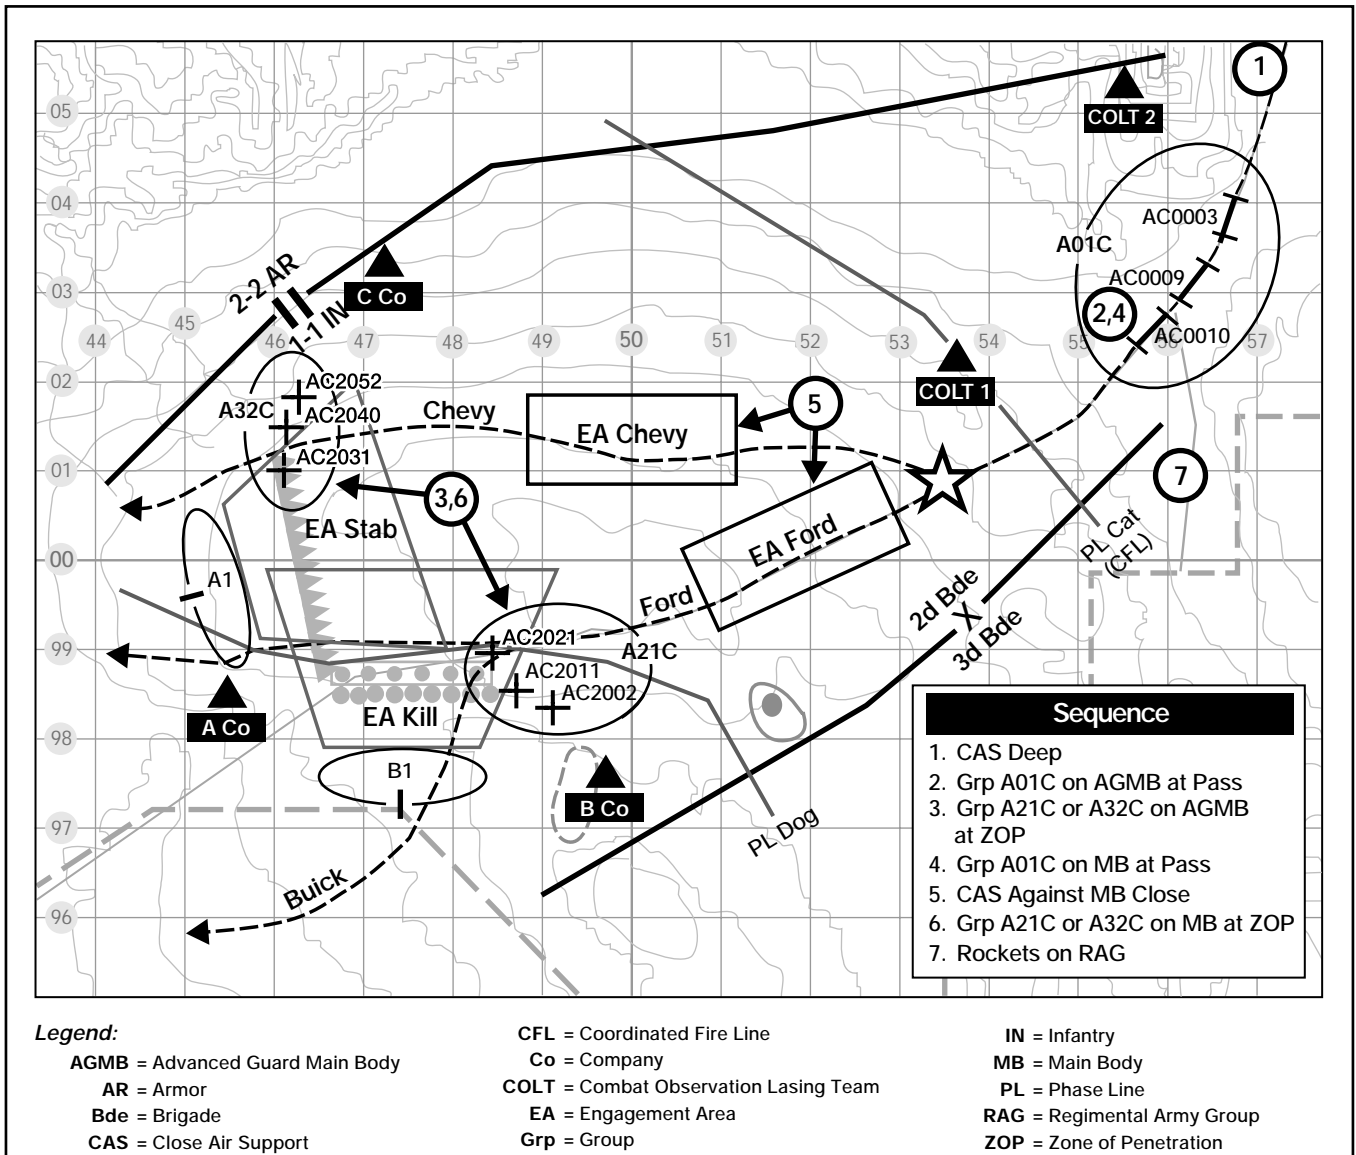 1
05
COLT 2
04
AC0003
A01C
2-2 AR
C Co
AC0009
03
1-1 IN
2,4
AC0010
44
45
46
47
48
49
50
51
52
53
54
55
56
57
COLT 1
02
AC2052
A32C
AC2040
Chevy
EA Chevy
5
AC2031
01
7
3,6
EA Stab
EA Ford
PL Cat
(CFL)
00
A1
Ford
2d Bde
3d Bde
99
AC2021
A21C
AC2011
AC2002
A Co
EA Kill
98
B1
B Co
97
PL Dog
Buick
96
Sequence
1. CAS Deep
2. Grp A01C on AGMB at Pass
3. Grp A21C or A32C on AGMB
at ZOP
4. Grp A01C on MB at Pass
5. CAS Against MB Close
6. Grp A21C or A32C on MB at ZOP
7. Rockets on RAG
Legend:
AGMB = Advanced Guard Main Body
AR = Armor
Bde = Brigade
CAS = Close Air Support
CFL = Coordinated Fire Line
Co = Company
COLT = Combat Observation Lasing Team
EA = Engagement Area
Grp = Group
IN = Infantry
MB = Main Body
PL = Phase Line
RAG = Regimental Army Group
ZOP = Zone of Penetration